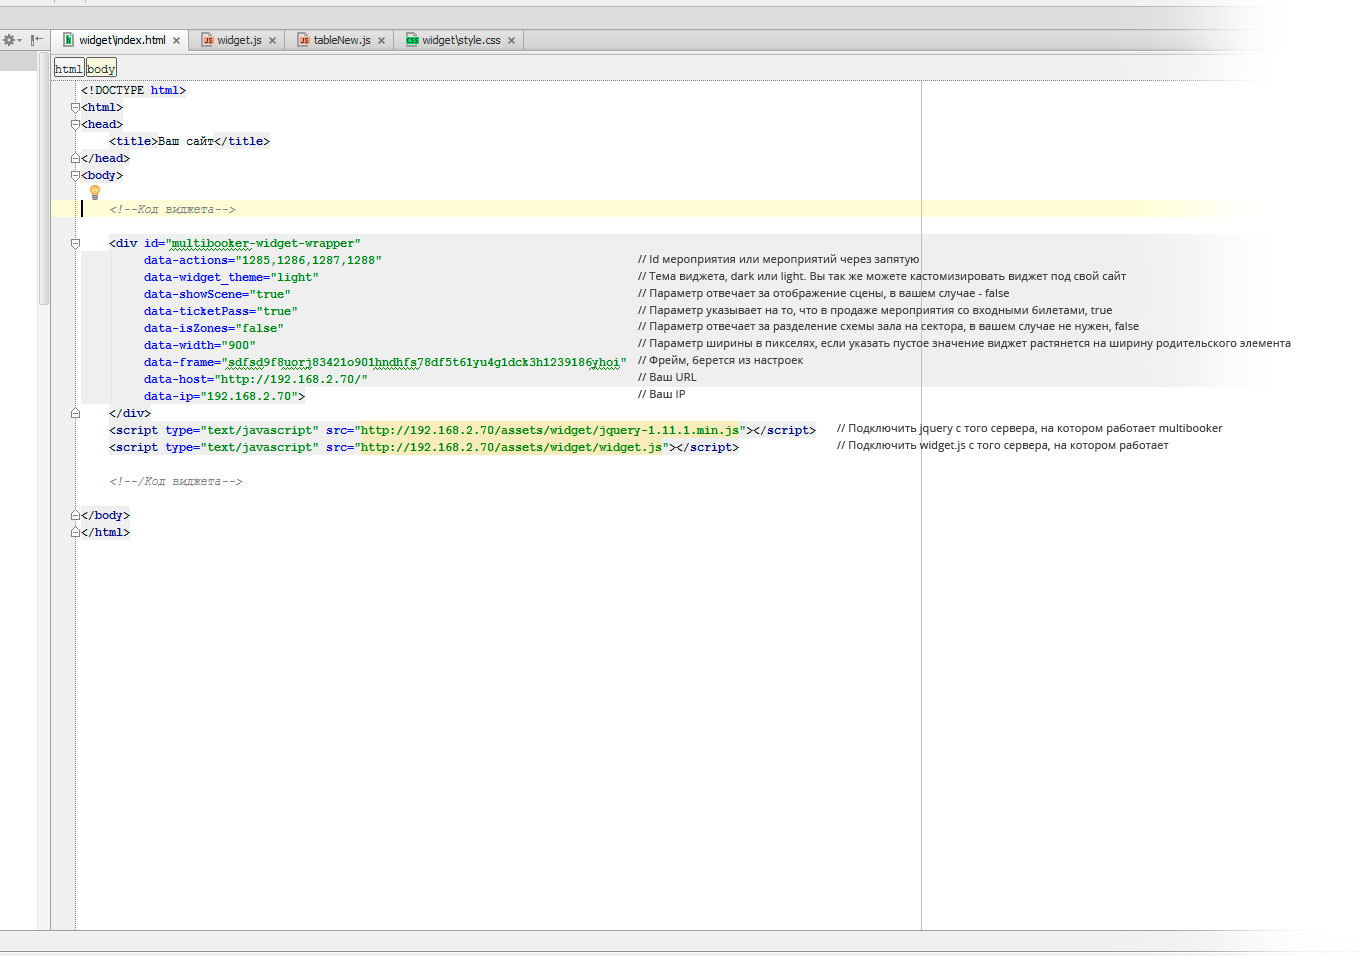 widget\index.html widget.js tableNew.js widget\style.css
html body
<!DOCTYPE html>
<html>
<head>
<title>Ваш сайт</title>
</head>
<body>
<!--Код виджета-->
<div id="multibooker-widget-wrapper"
data-actions="1285,1286,1287,1288" // Id мероприятия или мероприятий через запятую
data-widget_theme="light" // Тема виджета, dark или light. Вы так же можете кастомизировать виджет под свой сайт
data-showScene="true" // Параметр отвечает за отображение сцены, в вашем случае - false
data-ticketPass="true" // Параметр указывает на то, что в продаже мероприятия со входными билетами, true
data-isZones="false" // Параметр отвечает за разделение схемы зала на сектора, в вашем случае не нужен, false
data-width="900" // Параметр ширины в пикселях, если указать пустое значение виджет растянется на ширину родительского элемента
data-frame="sdfsd9f8uorj83421o901hndhfs78df5t61yu4g1dck3h1239186yhoi" // Фрейм, берется из настроек
data-host="http://192.168.2.70/" // Ваш URL
data-ip="192.168.2.70"> // Ваш IP
</div>
<script type="text/javascript" src="http://192.168.2.70/assets/widget/jquery-1.11.1.min.js"></script> // Подключить jquery с того сервера, на котором работает multibooker
<script type="text/javascript" src="http://192.168.2.70/assets/widget/widget.js"></script> // Подключить widget.js с того сервера, на котором работает
<!--/Код виджета-->
</body>
</html>